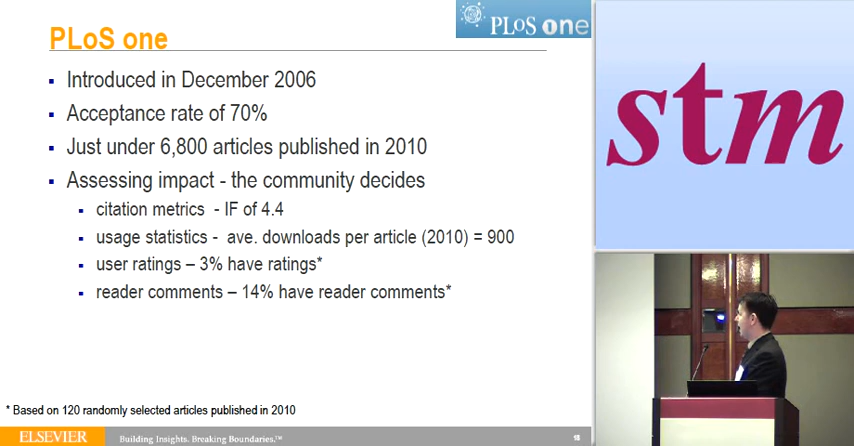 PLoS one
PLoS one
Introduced in December 2006
Acceptance rate of 70%
Just under 6,800 articles published in 2010
Assessing impact - the community decides
citation metrics - IF of 4.4
usage statistics - ave. downloads per article (2010) = 900
user ratings – 3% have ratings*
reader comments – 14% have reader comments*
* Based on 120 randomly selected articles published in 2010
ELSEVIER Building Insights. Breaking Boundaries.™ 18
stm